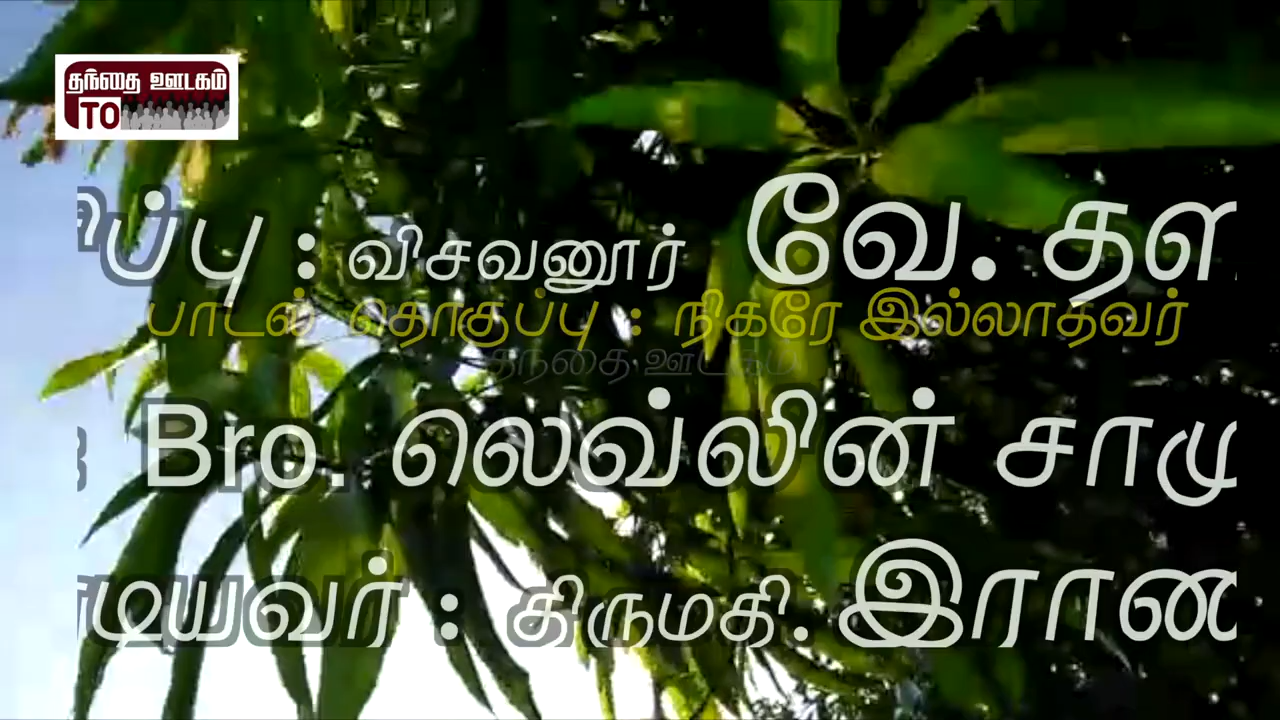 தந்தை ஊடகம்
TO
ிப்பு : விசவனூர் வே. தள
பாடல் தொகுப்பு : நிகரே இல்லாதவர்
தந்தை ஊடகம்
Bro. லெவ்லின் சாமு
டியவர் : திருமதி. இராண